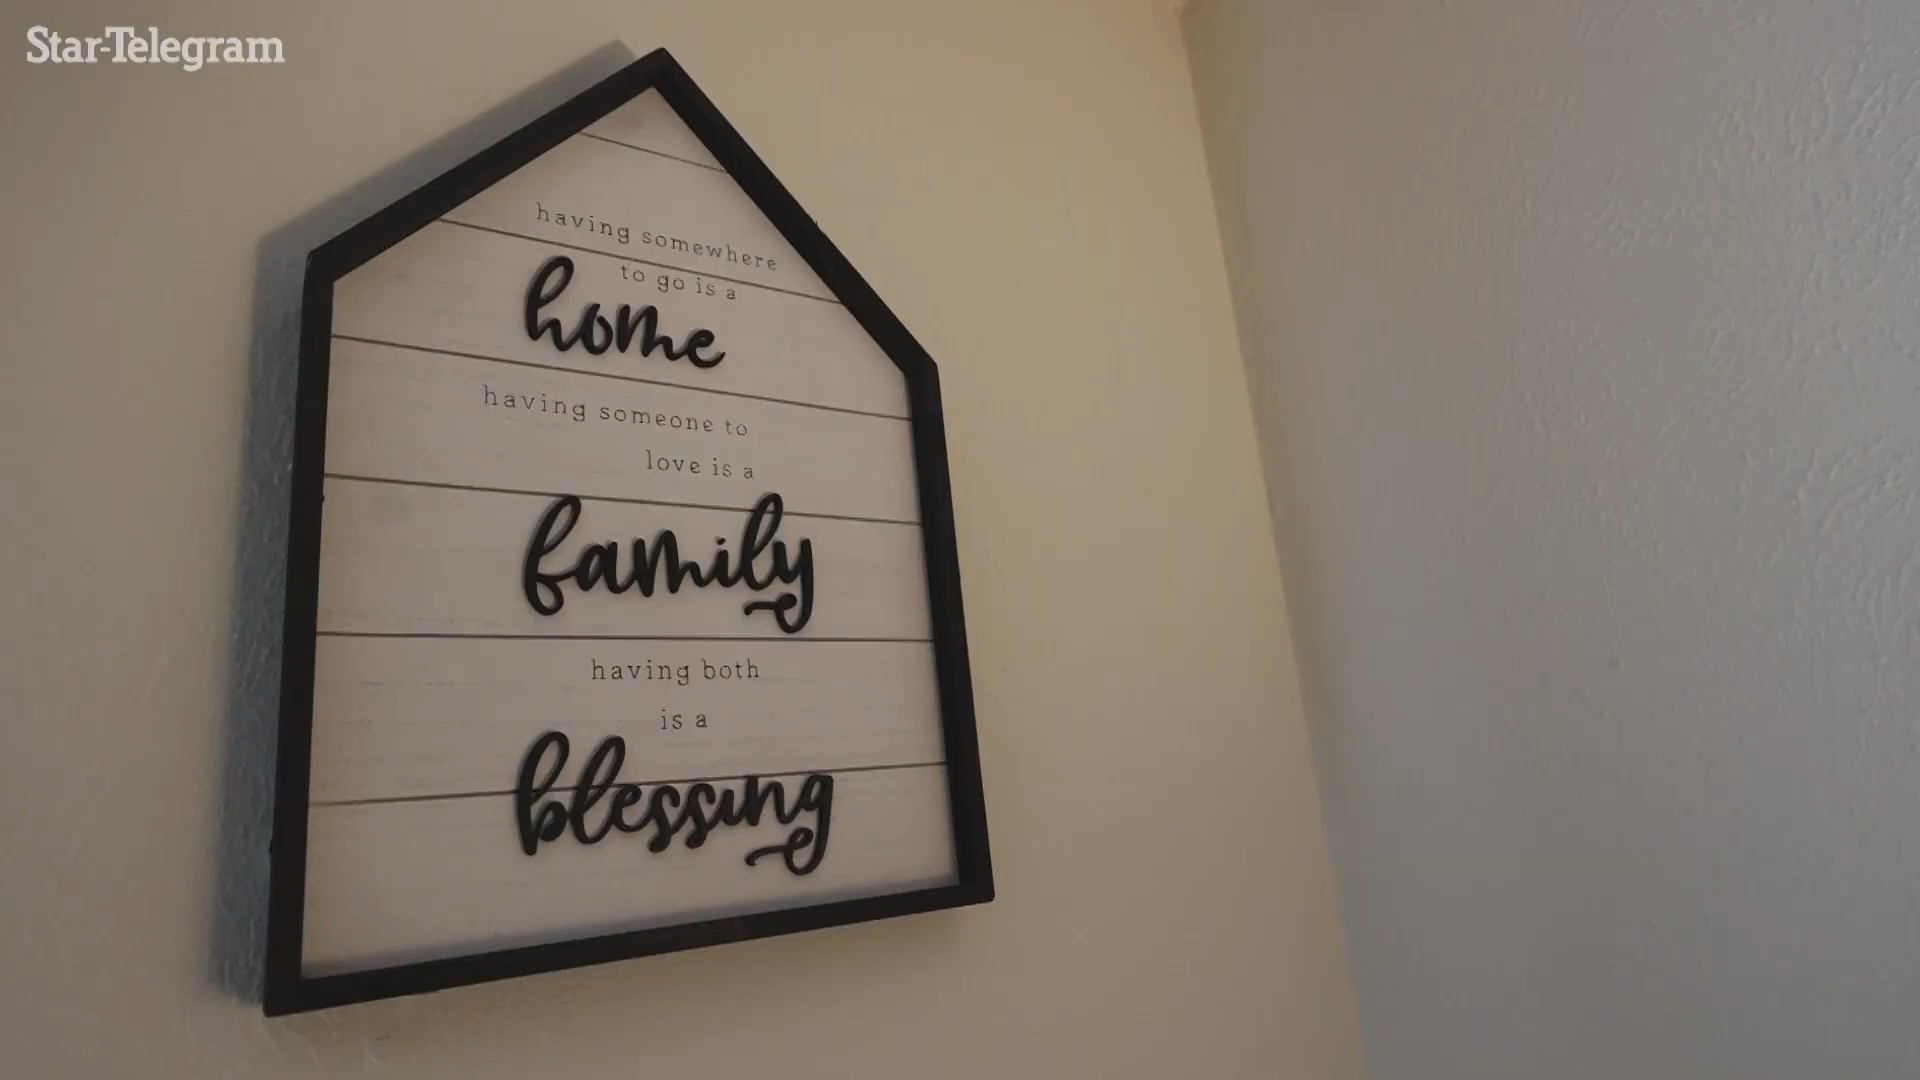 Star-Telegram
having somewhere
to go is a
home
having someone to
love is a
family
having both
is a
blessing